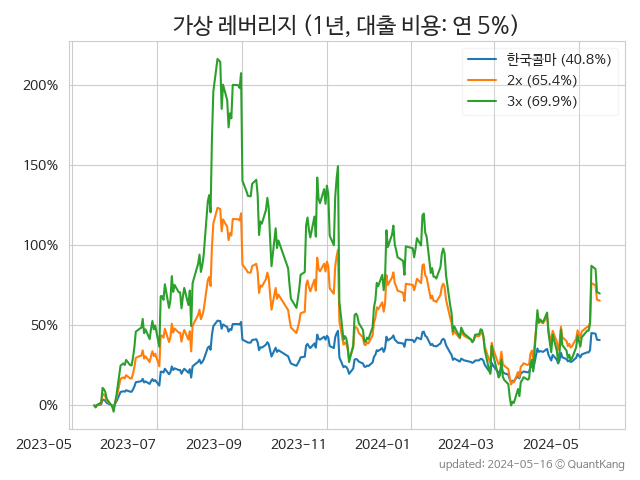 가상 레버리지 (1년, 대출 비용: 연 5%)
한국콜마 (40.8%)
2x (65.4%)
3x (69.9%)
200%
150%
100%
50%
0%
2023-05 2023-07 2023-09 2023-11 2024-01 2024-03 2024-05
updated: 2024-05-16 © QuantKang